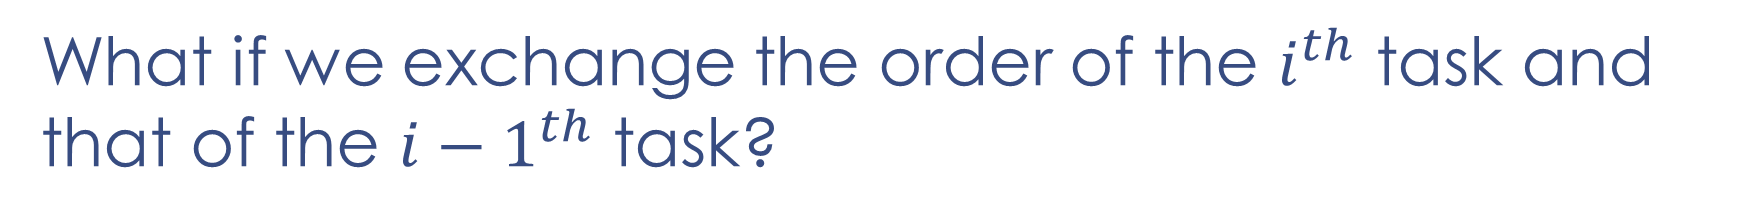 What if we exchange the order of the $i^{th}$ task and
that of the $i - 1^{th}$ task?